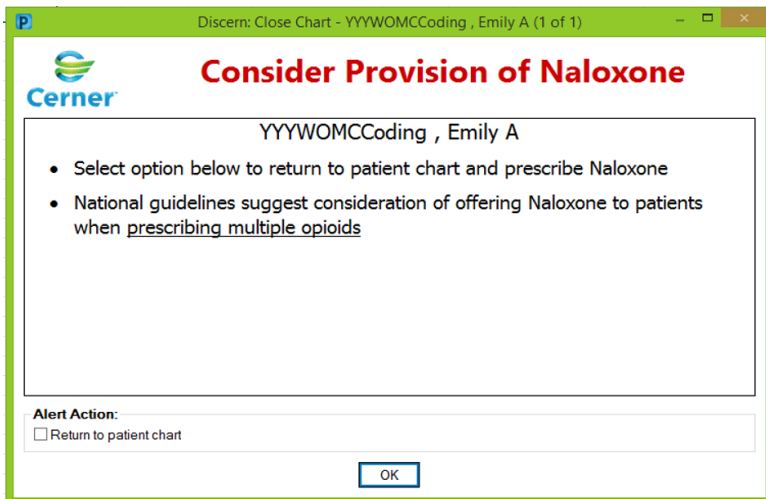 Discern: Close Chart - YYYWOMCCoding , Emily A (1 of 1)
Cerner
Consider Provision of Naloxone
YYYWOMCCoding , Emily A
• Select option below to return to patient chart and prescribe Naloxone
• National guidelines suggest consideration of offering Naloxone to patients
when prescribing multiple opioids
Alert Action:
Return to patient chart
OK